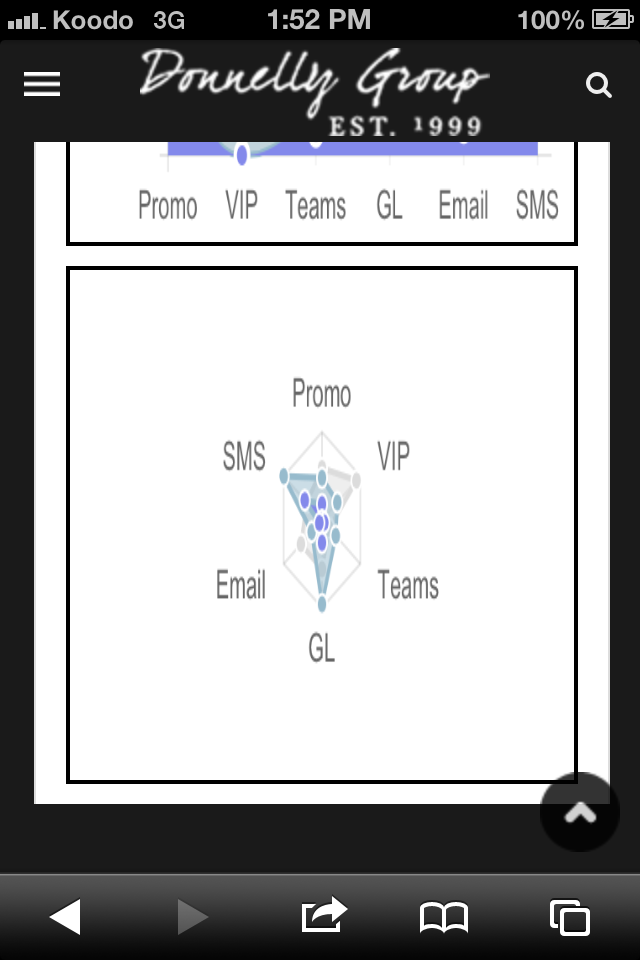 Koodo 3G 1:52 PM 100%
Donnelly Group
EST. 1999
Promo VIP Teams GL Email SMS
Promo
SMS VIP
Email Teams
GL